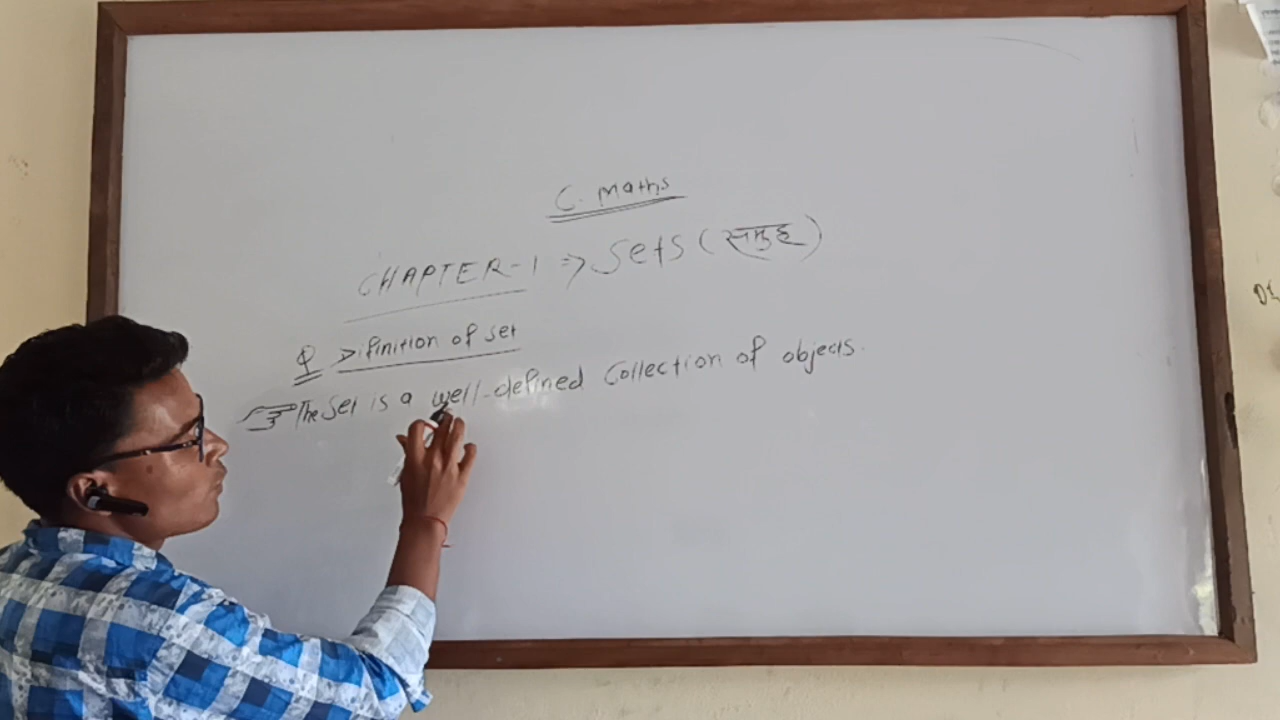 C. Maths
CHAPTER-1 => Sets (समुह)
Q Difinition of set
The Set is a well-defined Collection of objects.